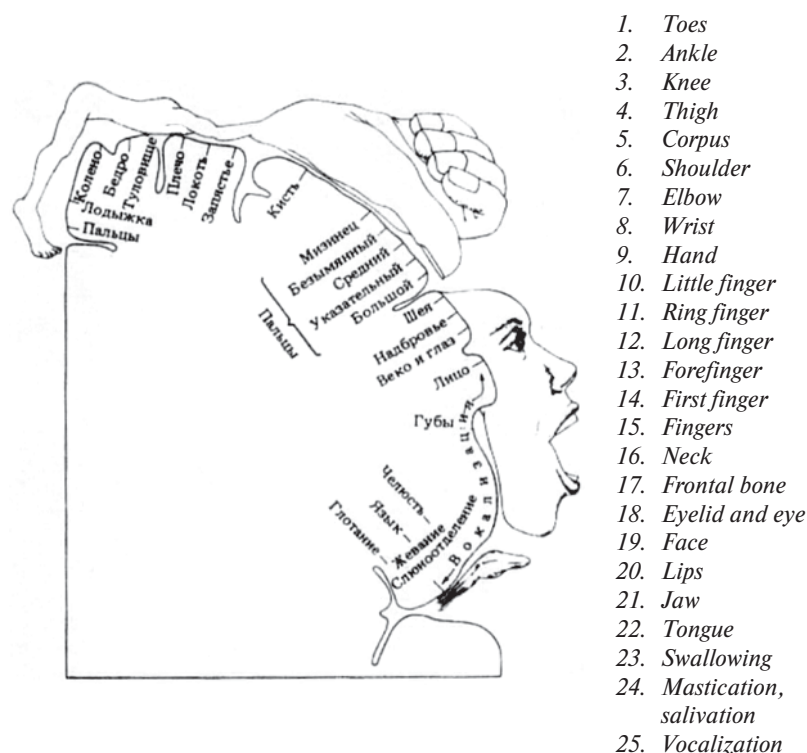 Колено
Бедро
Туловище
Плечо
Локоть
Запястье
Кисть
Лодыжка
Пальцы
Мизинец
Безымянный
Средний
Указательный
Большой
Пальцы
Шея
Надбровье
Веко и глаз
Лицо
Губы
Вокализация
Челюсть
Язык
Глотание
Жевание
Слюноотделение
1. Toes
2. Ankle
3. Knee
4. Thigh
5. Corpus
6. Shoulder
7. Elbow
8. Wrist
9. Hand
10. Little finger
11. Ring finger
12. Long finger
13. Forefinger
14. First finger
15. Fingers
16. Neck
17. Frontal bone
18. Eyelid and eye
19. Face
20. Lips
21. Jaw
22. Tongue
23. Swallowing
24. Mastication,
salivation
25. Vocalization